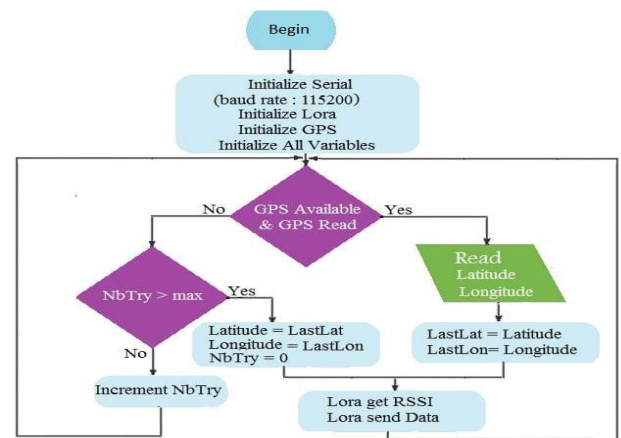 Begin
Initialize Serial
(baud rate : 115200)
Initialize Lora
Initialize GPS
Initialize All Variables
GPS Available
& GPS Read
No
Yes
NbTry > max
Yes
No
Read
Latitude
Longitude
Latitude = LastLat
Longitude = LastLon
NbTry = 0
LastLat = Latitude
LastLon= Longitude
Increment NbTry
Lora get RSSI
Lora send Data